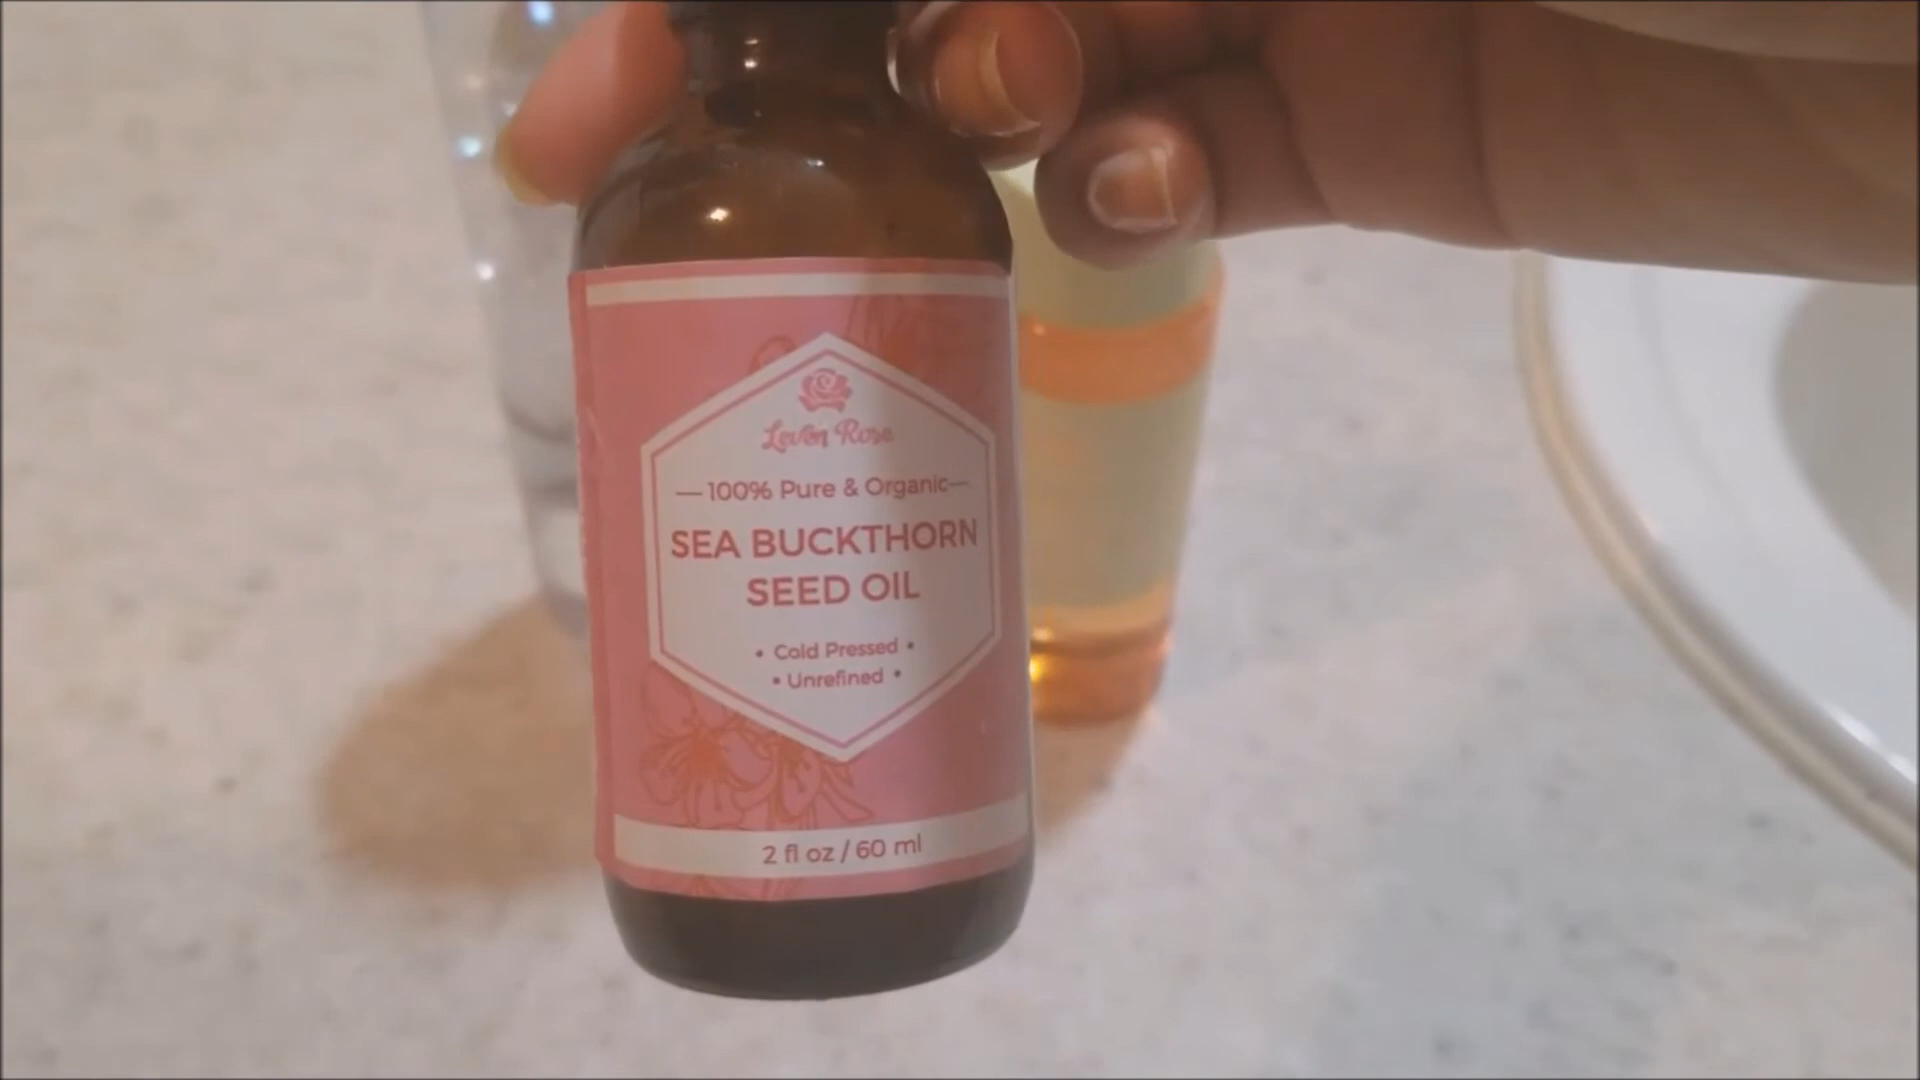 Leven Rose
— 100% Pure & Organic—
SEA BUCKTHORN
SEED OIL
• Cold Pressed •
• Unrefined •
2 fl oz / 60 ml